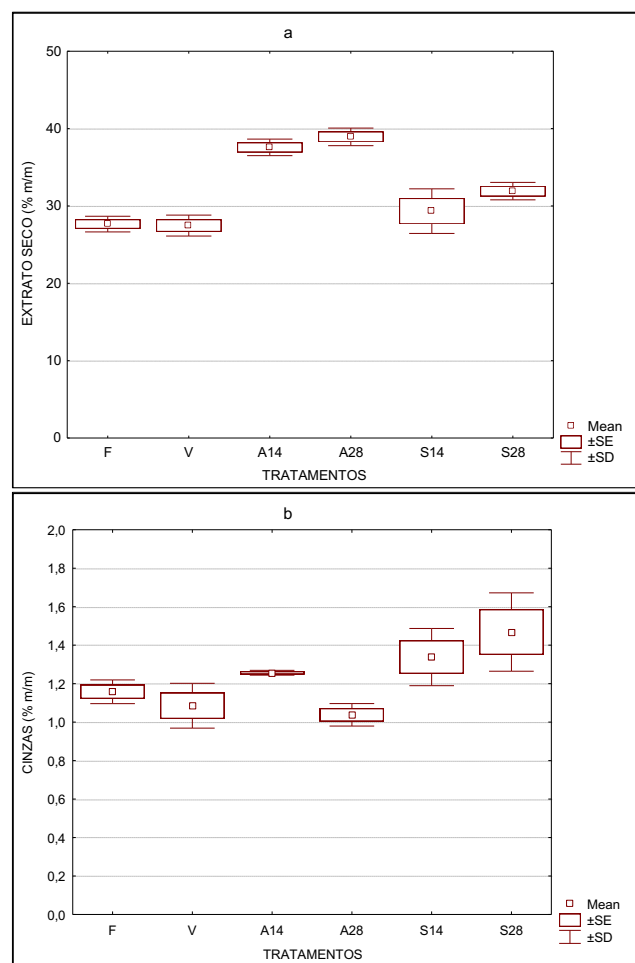 a
50
40
30
20
10
0
EXTRATO SECO (% m/m)
F V A14 A28 S14 S28
TRATAMENTOS
Mean
±SE
±SD
b
2,0
1,8
1,6
1,4
1,2
1,0
0,8
0,6
0,4
0,2
0,0
CINZAS (% m/m)
F V A14 A28 S14 S28
TRATAMENTOS
Mean
±SE
±SD